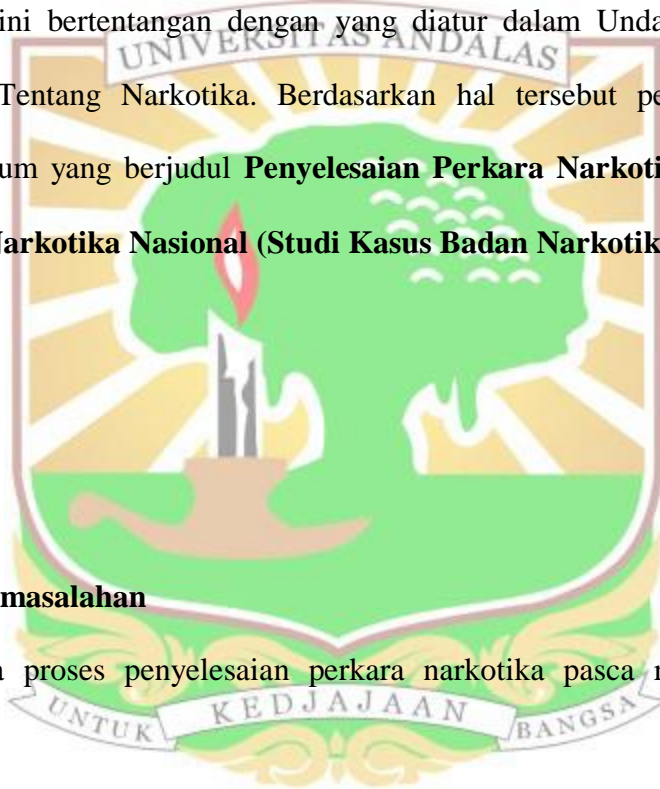 ini bertentangan dengan yang diatur dalam Unda
UNIVERSITAS ANDALAS
Tentang Narkotika. Berdasarkan hal tersebut pe
um yang berjudul Penyelesaian Perkara Narkoti
Narkotika Nasional (Studi Kasus Badan Narkotik
masalahan
a proses penyelesaian perkara narkotika pasca r
UNTUK KEDJAJAAN BANGSA